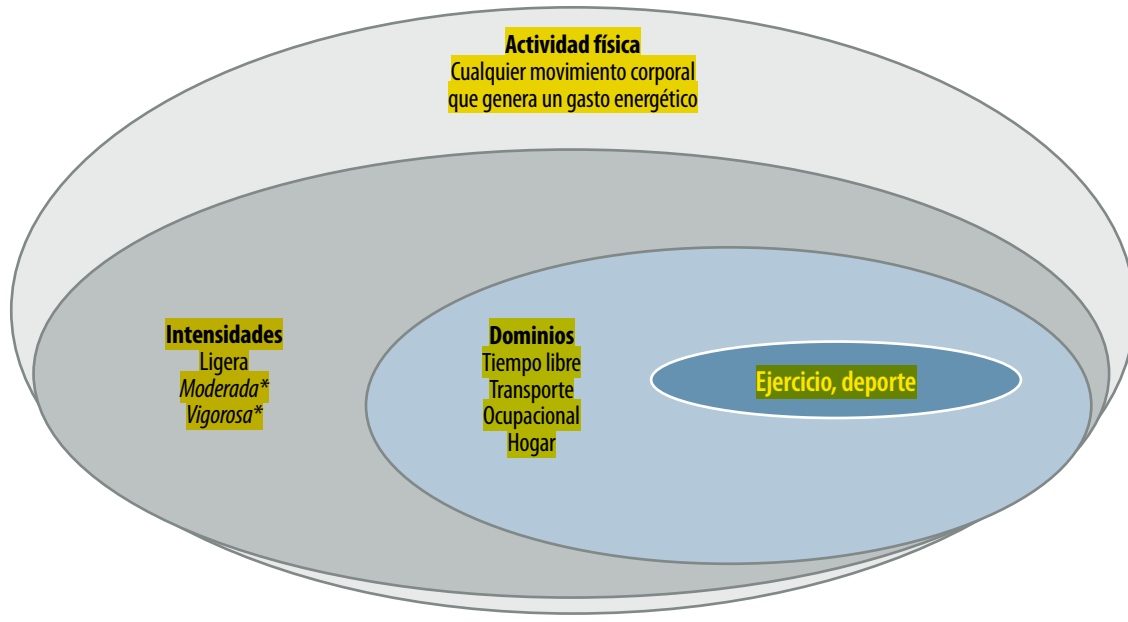 Actividad física
Cualquier movimiento corporal
que genera un gasto energético
Intensidades
Ligera
Moderada*
Vigorosa*
Dominios
Tiempo libre
Transporte
Ocupacional
Hogar
Ejercicio, deporte